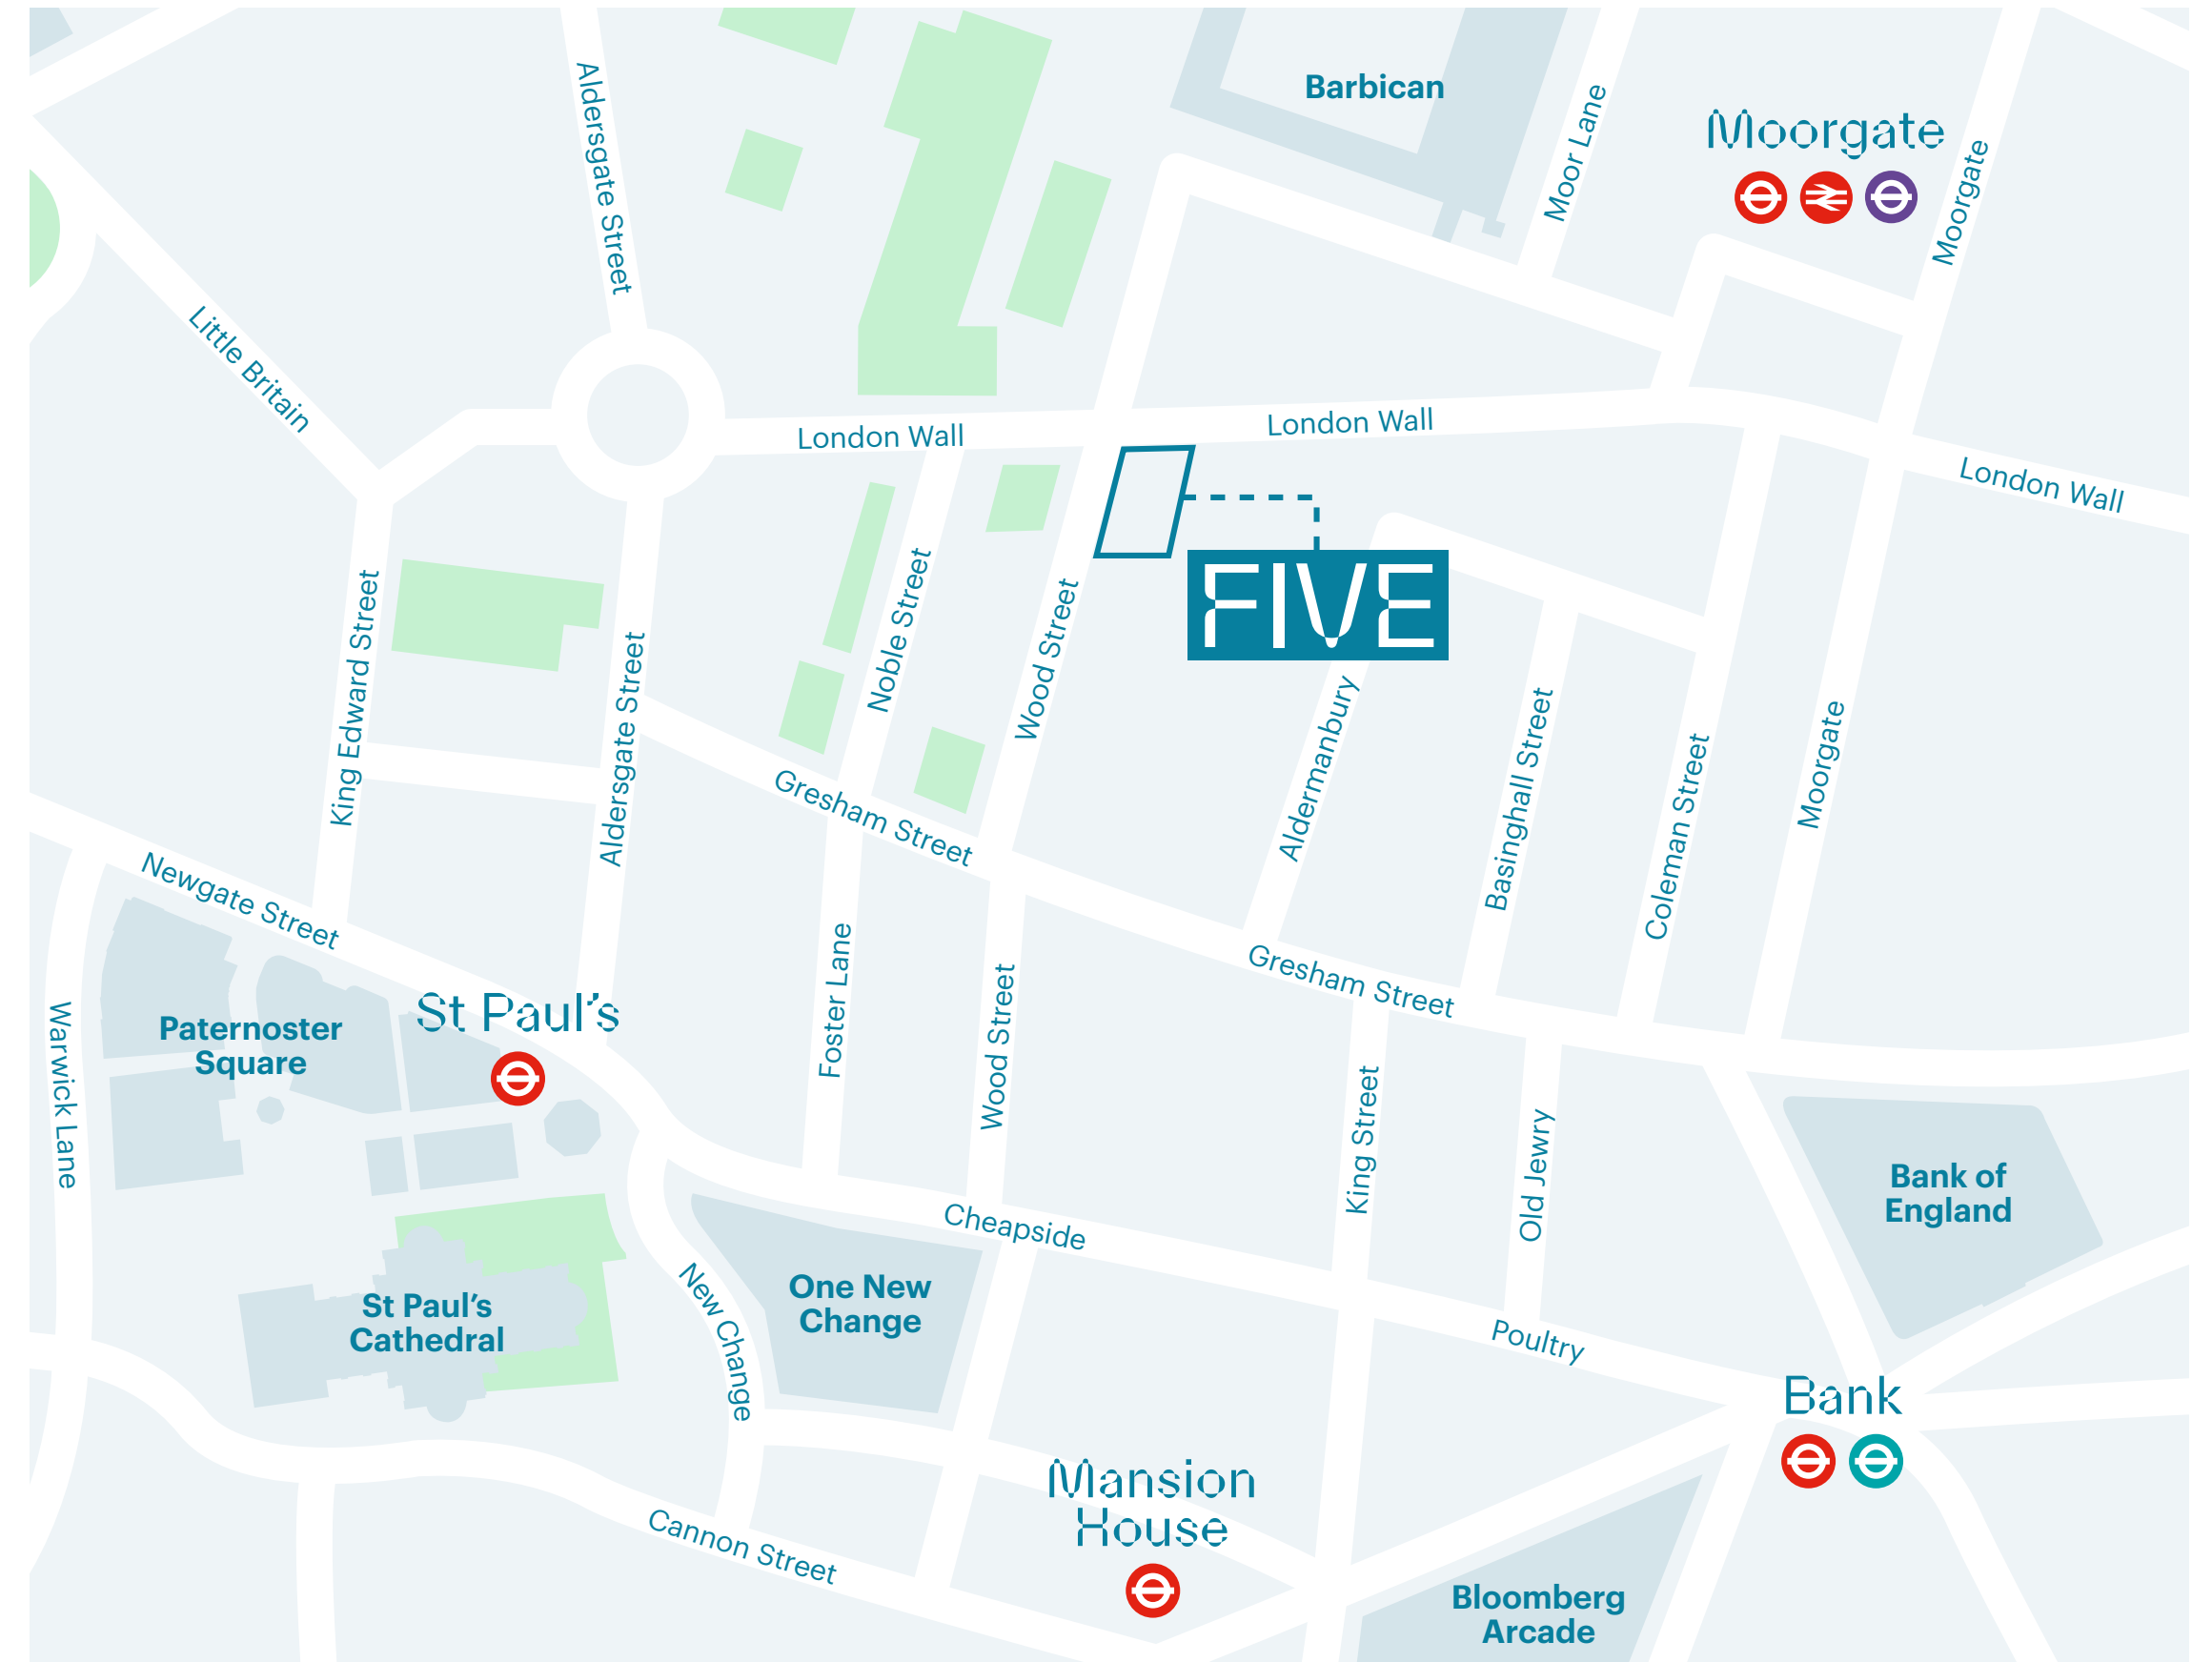 Barbican
Moor Lane
Moorgate
Moorgate
Aldersgate Street
Little Britain
London Wall
London Wall
London Wall
FIVE
King Edward Street
Aldersgate Street
Noble Street
Wood Street
Aldermanbury
Basinghall Street
Coleman Street
Moorgate
Gresham Street
Newgate Street
Gresham Street
St Paul's
Paternoster
Square
Warwick Lane
Foster Lane
Wood Street
King Street
Old Jewry
Bank of
England
Cheapside
New Change
One New
Change
St Paul's
Cathedral
Poultry
Bank
Mansion
House
Cannon Street
Bloomberg
Arcade